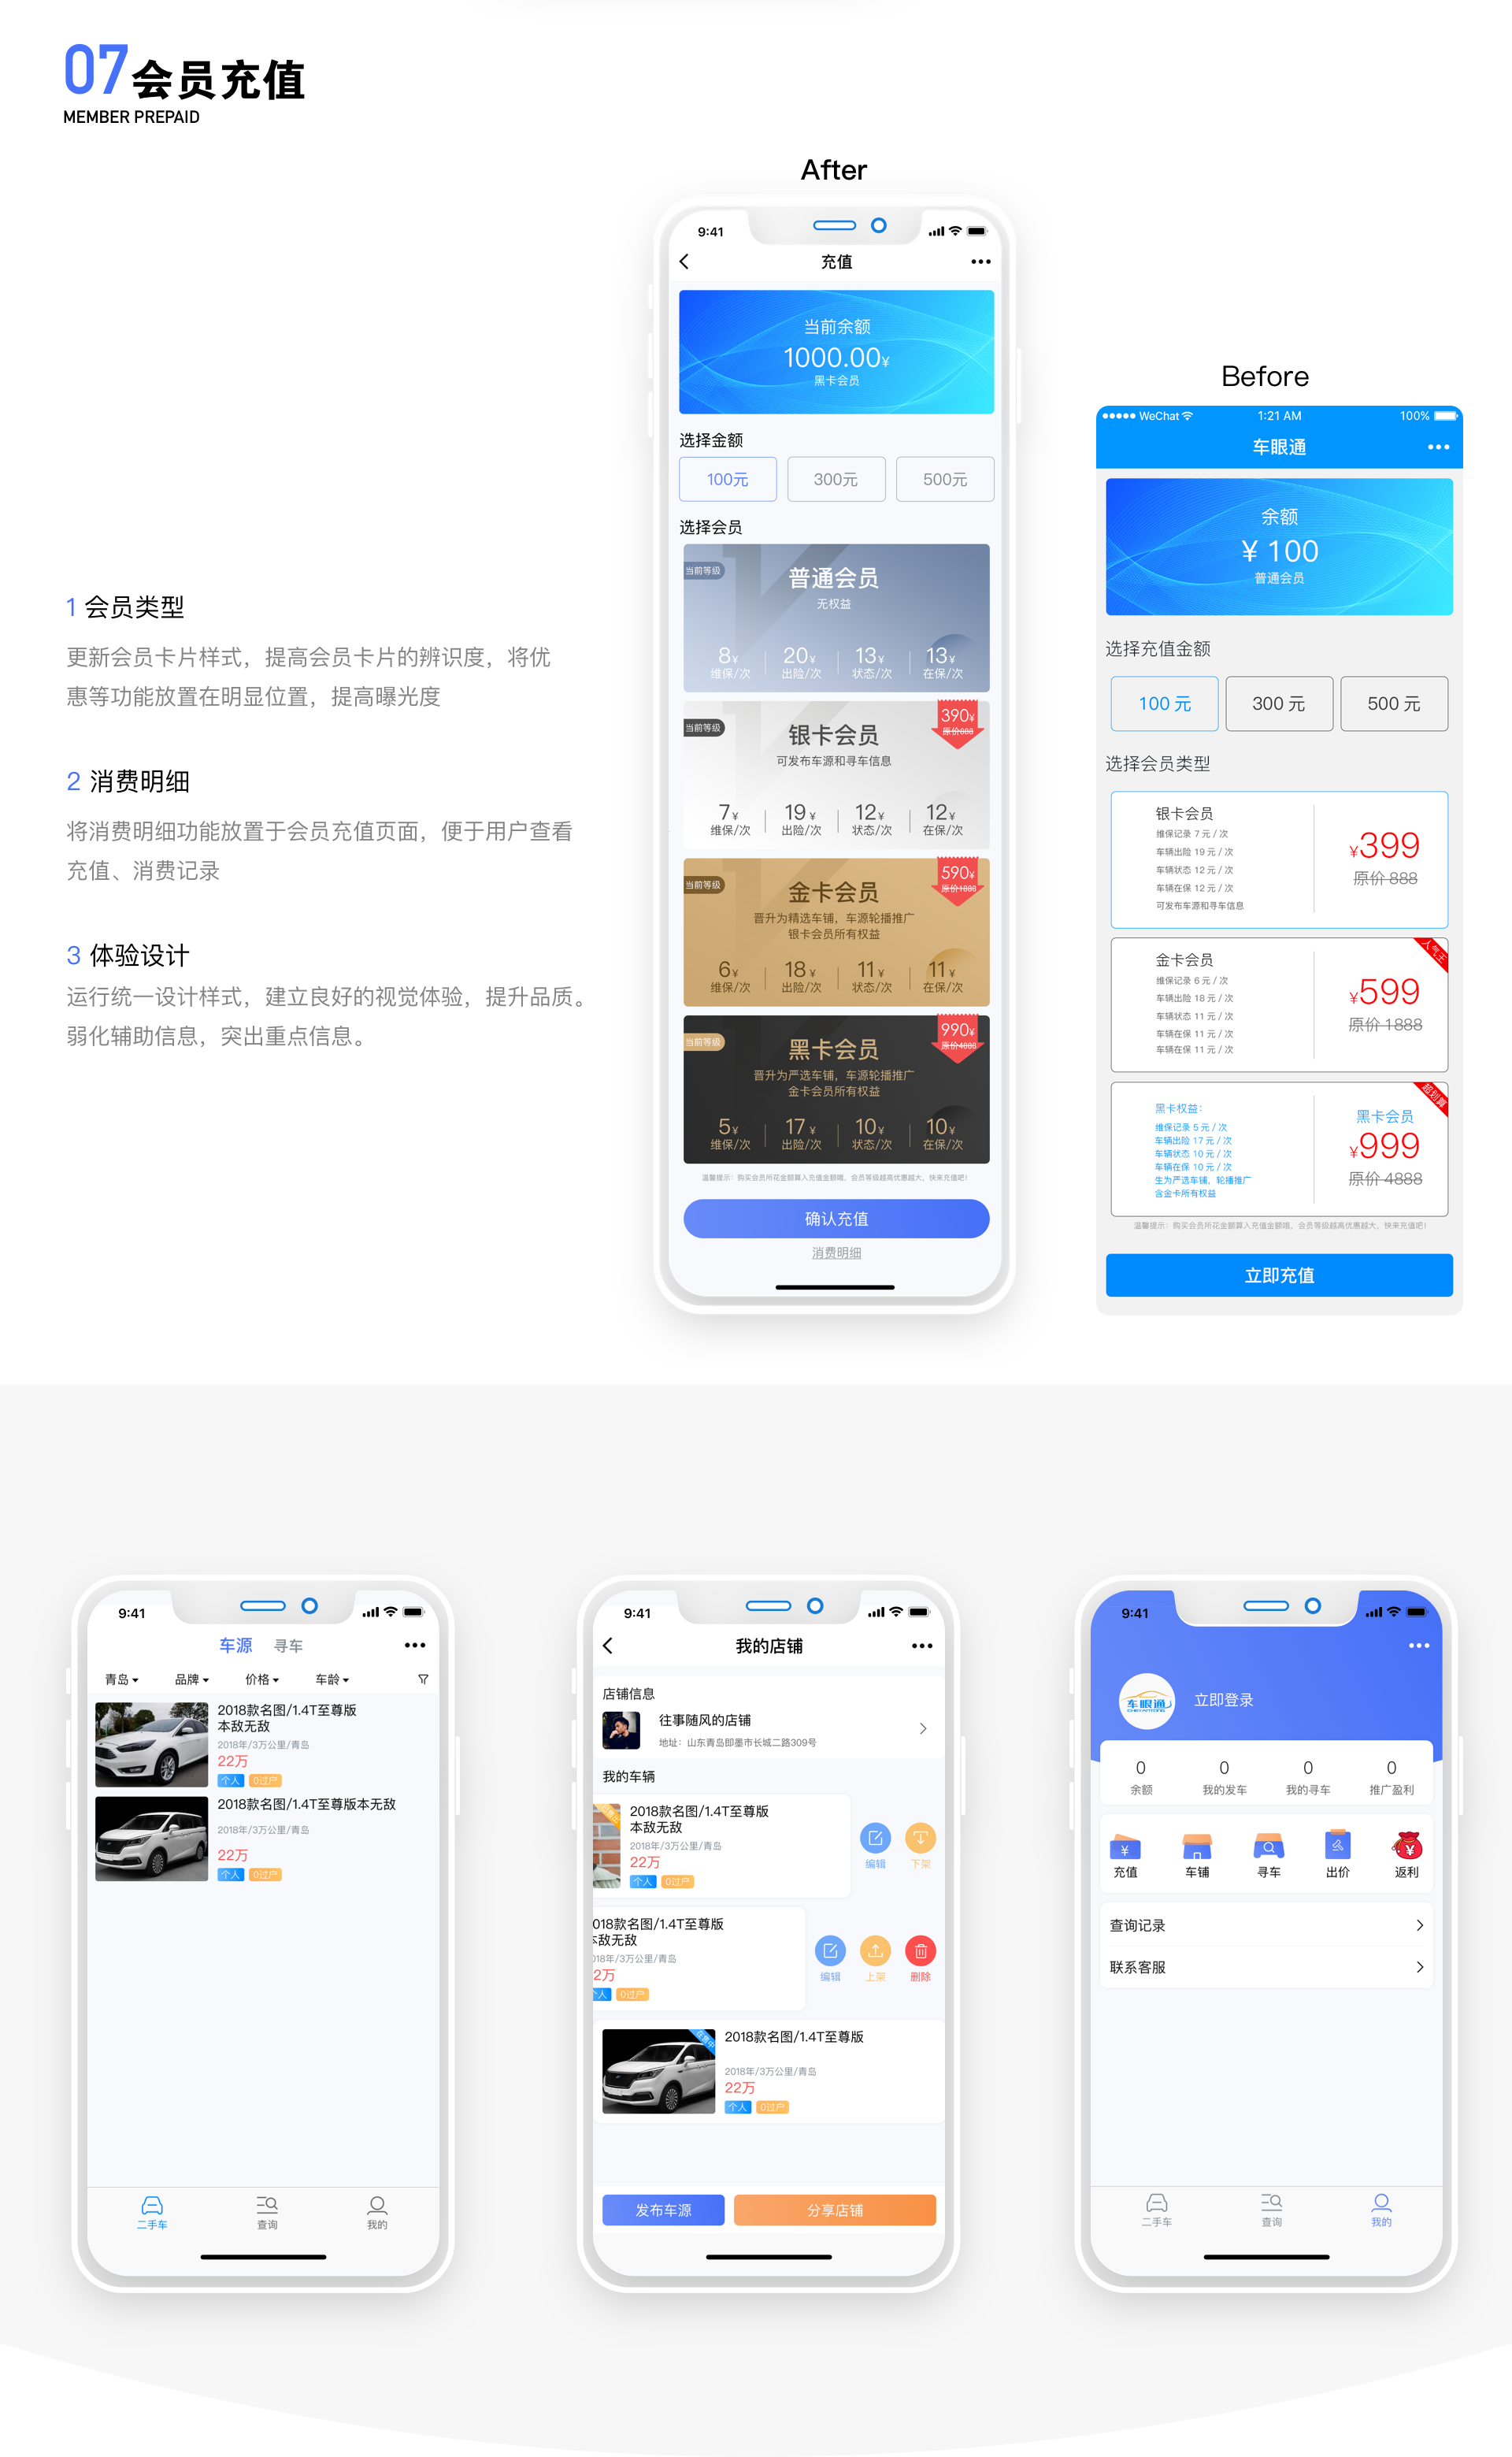 07会员充值
MEMBER PREPAID
After
9:41
充值
当前余额
1000.00¥
黑卡会员
选择金额
100元
300元
500元
选择会员
当前等级
普通会员
无权益
8¥ 20¥ 13¥ 13¥
维保/次 出险/次 状态/次 在保/次
当前等级
银卡会员
390¥
原价888
可发布车源和寻车信息
7¥ 19¥ 12¥ 12¥
维保/次 出险/次 状态/次 在保/次
当前等级
金卡会员
590¥
原价1888
晋升为精选车铺，车源轮播推广
银卡会员所有权益
6¥ 18¥ 11¥ 11¥
维保/次 出险/次 状态/次 在保/次
当前等级
黑卡会员
990¥
原价4888
晋升为严选车铺，车源轮播推广
金卡会员所有权益
5¥ 17¥ 10¥ 10¥
维保/次 出险/次 状态/次 在保/次
温馨提示：购买会员所花金额算入充值金额哦，会员等级越高优惠越大，快来充值吧！
确认充值
消费明细
Before
WeChat 1:21 AM 100%
车眼通
余额
¥ 100
普通会员
选择充值金额
100 元
300 元
500 元
选择会员类型
银卡会员
维保记录 7 元 / 次
车辆出险 19 元 / 次
车辆状态 12 元 / 次
车辆在保 12 元 / 次
可发布车源和寻车信息
¥399
原价 888
金卡会员
维保记录 6 元 / 次
车辆出险 18 元 / 次
车辆状态 11 元 / 次
车辆在保 11 元 / 次
车辆在保 11 元 / 次
人气王
¥599
原价 1888
黑卡权益：
维保记录 5 元 / 次
车辆出险 17 元 / 次
车辆状态 10 元 / 次
车辆在保 10 元 / 次
生为严选车铺，轮播推广
含金卡所有权益
超划算
黑卡会员
¥999
原价 4888
温馨提示：购买会员所花金额算入充值金额哦，会员等级越高优惠越大，快来充值吧！
立即充值
1 会员类型
更新会员卡片样式，提高会员卡片的辨识度，将优
惠等功能放置在明显位置，提高曝光度
2 消费明细
将消费明细功能放置于会员充值页面，便于用户查看
充值、消费记录
3 体验设计
运行统一设计样式，建立良好的视觉体验，提升品质。
弱化辅助信息，突出重点信息。
9:41
车源 寻车
青岛 品牌 价格 车龄
2018款名图/1.4T至尊版
本敌无敌
2018年/3万公里/青岛
22万
个人 0过户
2018款名图/1.4T至尊版本无敌
2018年/3万公里/青岛
22万
个人 0过户
二手车 查询 我的
9:41
我的店铺
店铺信息
往事随风的店铺
地址：山东青岛即墨市长城二路309号
我的车辆
2018款名图/1.4T至尊版
本敌无敌
2018年/3万公里/青岛
22万
个人 0过户
编辑 下架
018款名图/1.4T至尊版
本敌无敌
018年/3万公里/青岛
2万
个人 0过户
编辑 上架 删除
2018款名图/1.4T至尊版
2018年/3万公里/青岛
22万
个人 0过户
发布车源 分享店铺
9:41
车眼通
立即登录
0 0 0 0
余额 我的发车 我的寻车 推广盈利
充值 车铺 寻车 出价 返利
查询记录
联系客服
二手车 查询 我的